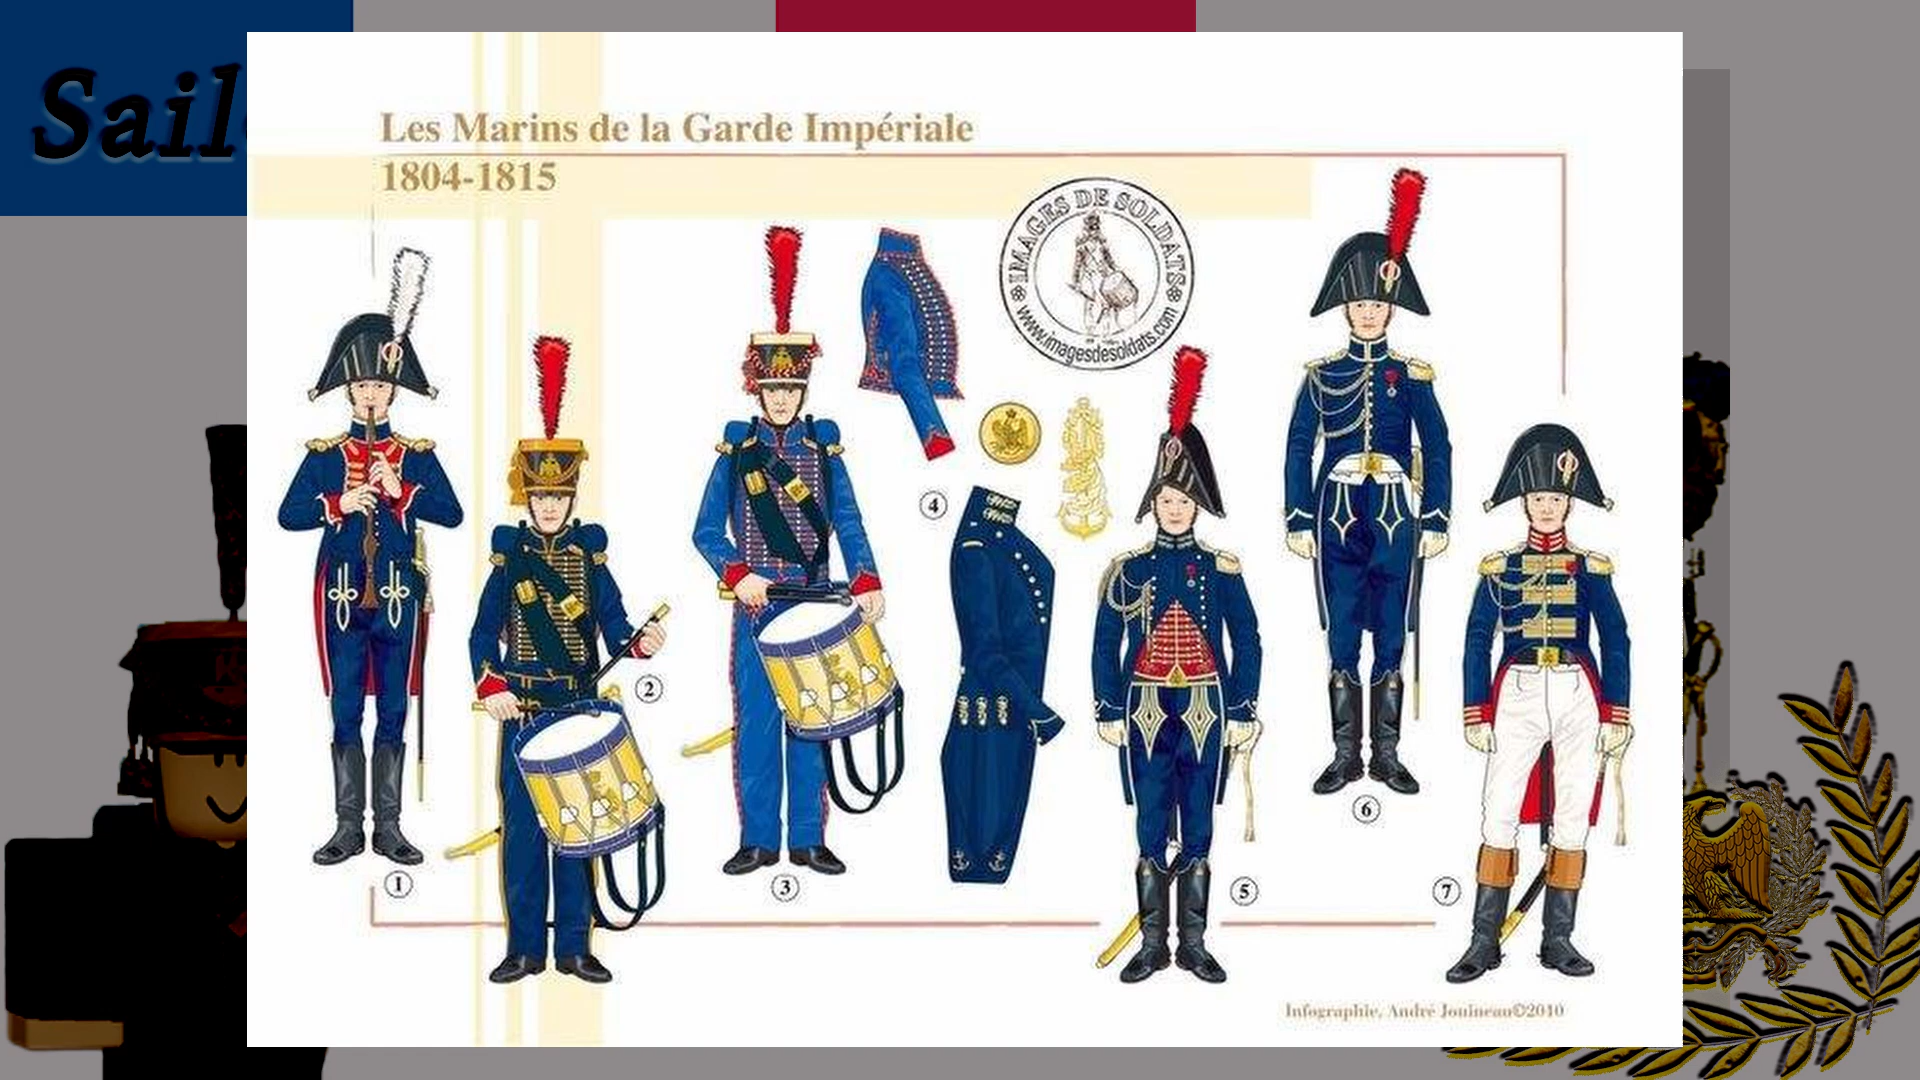 Sail
Les Marins de la Garde Impériale
1804-1815
IMAGES DE SOLDATS
www.imagesdesoldats.com
1
2
3
4
5
6
7
Infographie, André Jouineau©2010